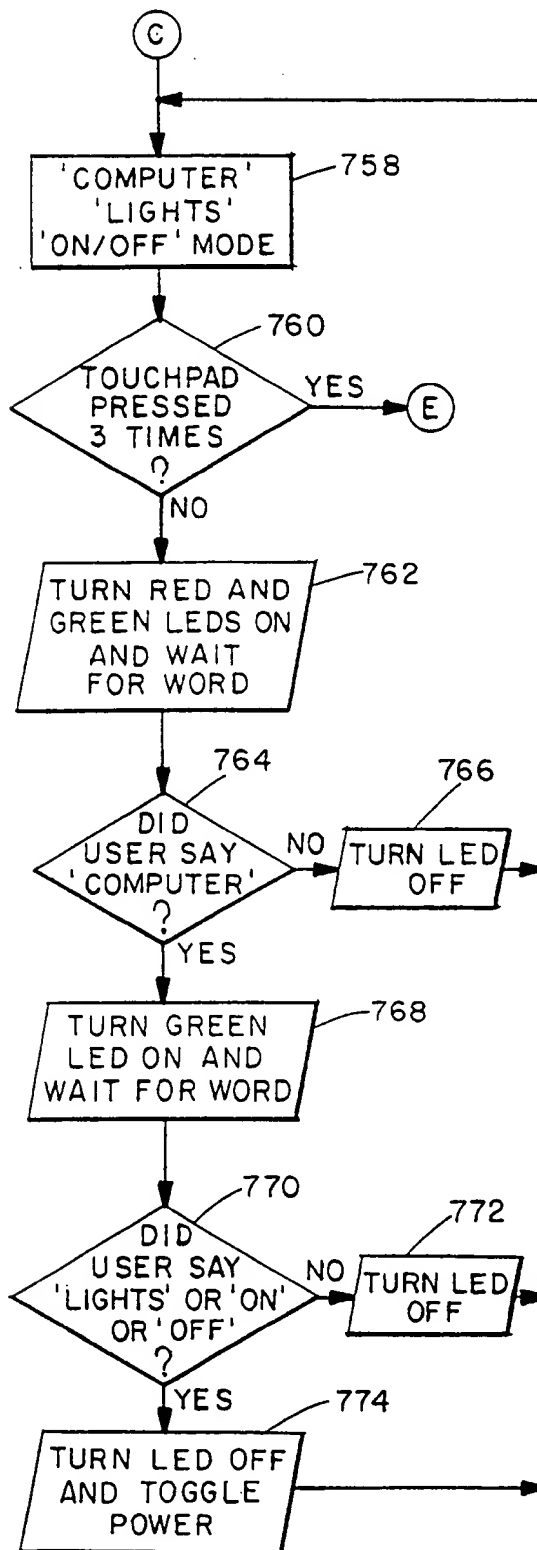 C
'COMPUTER'
'LIGHTS'
'ON/OFF' MODE
758
760
TOUCHPAD
PRESSED
3 TIMES
?
YES
E
NO
762
TURN RED AND
GREEN LEDS ON
AND WAIT
FOR WORD
764
DID
USER SAY
'COMPUTER'
?
NO
766
TURN LED
OFF
YES
768
TURN GREEN
LED ON AND
WAIT FOR WORD
770
DID
USER SAY
'LIGHTS' OR 'ON'
OR 'OFF'
?
NO
772
TURN LED
OFF
YES
774
TURN LED OFF
AND TOGGLE
POWER